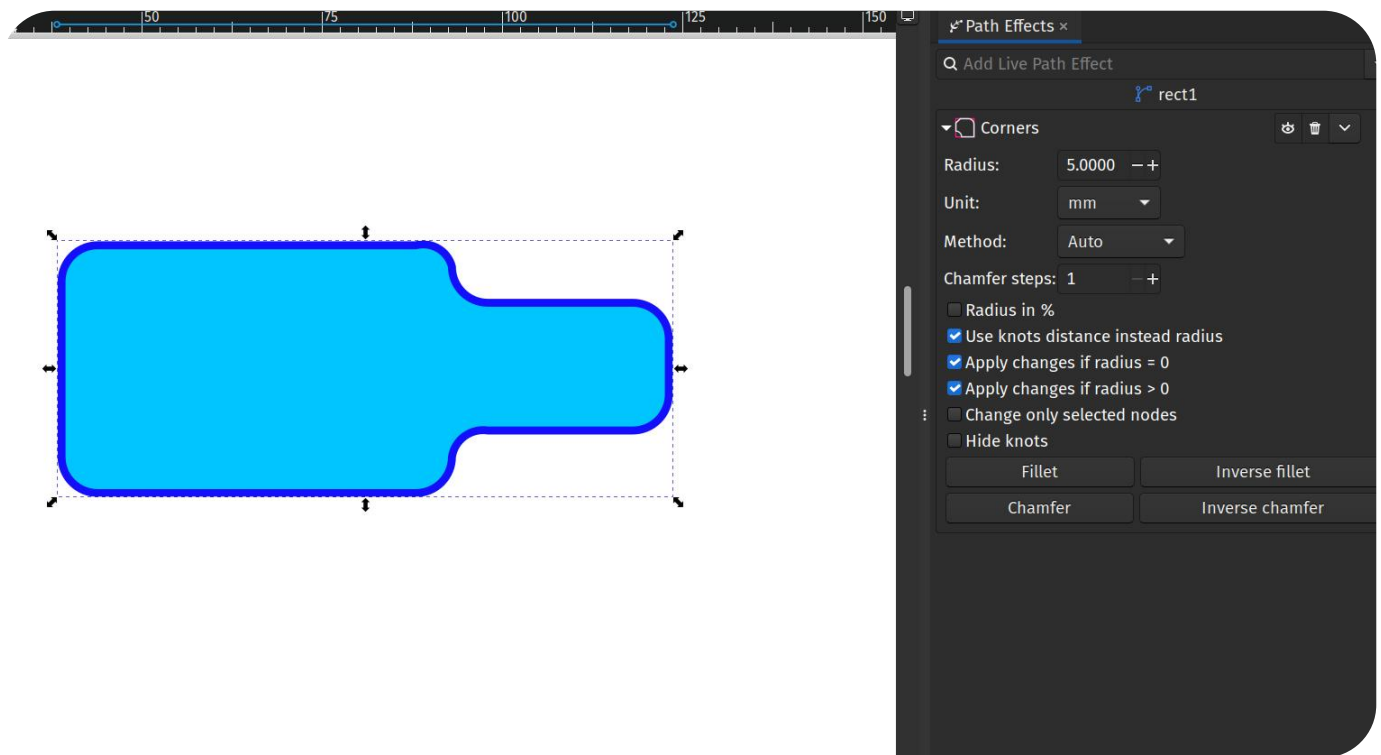 50 75 100 125 150
Path Effects ×
Add Live Path Effect
rect1
Corners
Radius: 5.0000 − +
Unit: mm
Method: Auto
Chamfer steps: 1 − +
Radius in %
Use knots distance instead radius
Apply changes if radius = 0
Apply changes if radius > 0
Change only selected nodes
Hide knots
Fillet Inverse fillet
Chamfer Inverse chamfer